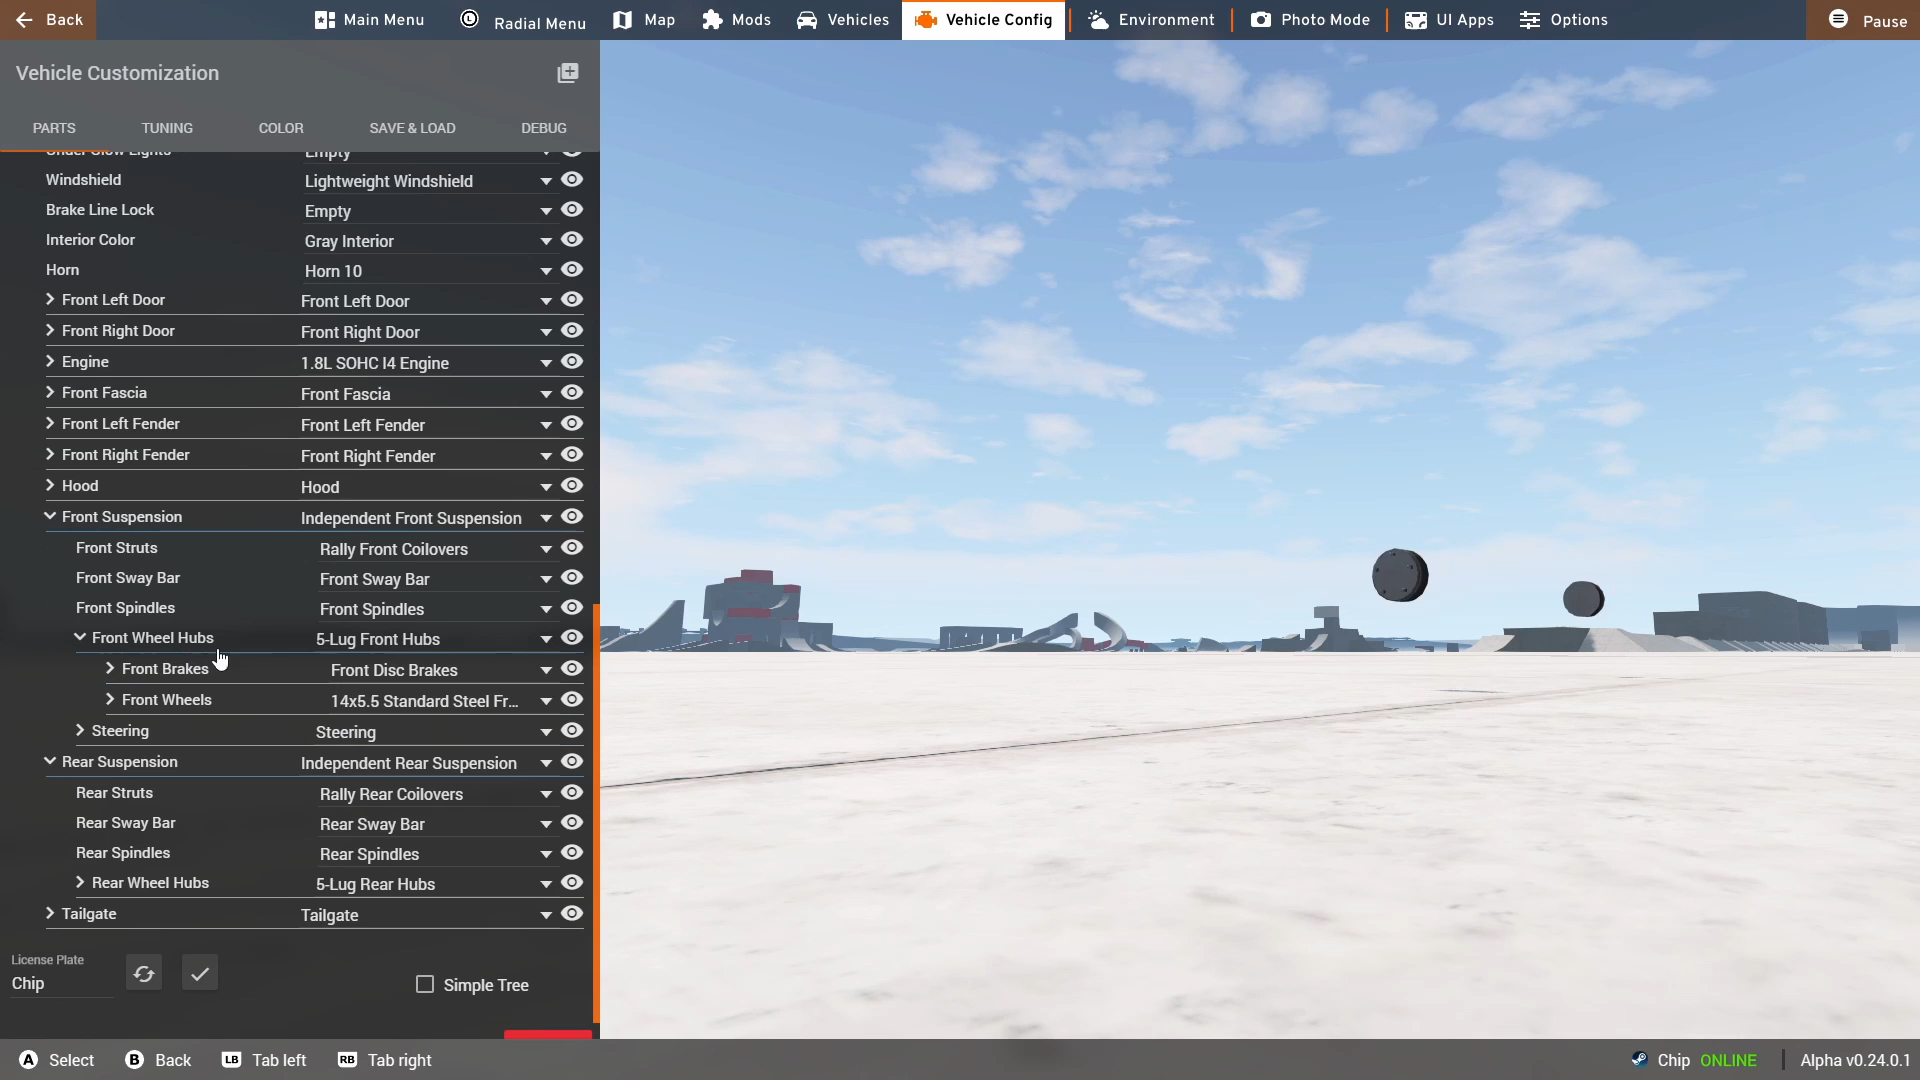 Back
Main Menu
Radial Menu
Map
Mods
Vehicles
Vehicle Config
Environment
Photo Mode
UI Apps
Options
Pause
Vehicle Customization
PARTS
TUNING
COLOR
SAVE & LOAD
DEBUG
Under Glow Lights Empty
Windshield Lightweight Windshield
Brake Line Lock Empty
Interior Color Gray Interior
Horn Horn 10
Front Left Door Front Left Door
Front Right Door Front Right Door
Engine 1.8L SOHC I4 Engine
Front Fascia Front Fascia
Front Left Fender Front Left Fender
Front Right Fender Front Right Fender
Hood Hood
Front Suspension Independent Front Suspension
Front Struts Rally Front Coilovers
Front Sway Bar Front Sway Bar
Front Spindles Front Spindles
Front Wheel Hubs 5-Lug Front Hubs
Front Brakes Front Disc Brakes
Front Wheels 14x5.5 Standard Steel Fr...
Steering Steering
Rear Suspension Independent Rear Suspension
Rear Struts Rally Rear Coilovers
Rear Sway Bar Rear Sway Bar
Rear Spindles Rear Spindles
Rear Wheel Hubs 5-Lug Rear Hubs
Tailgate Tailgate
License Plate
Chip
Simple Tree
A Select
B Back
LB Tab left
RB Tab right
Chip ONLINE
Alpha v0.24.0.1